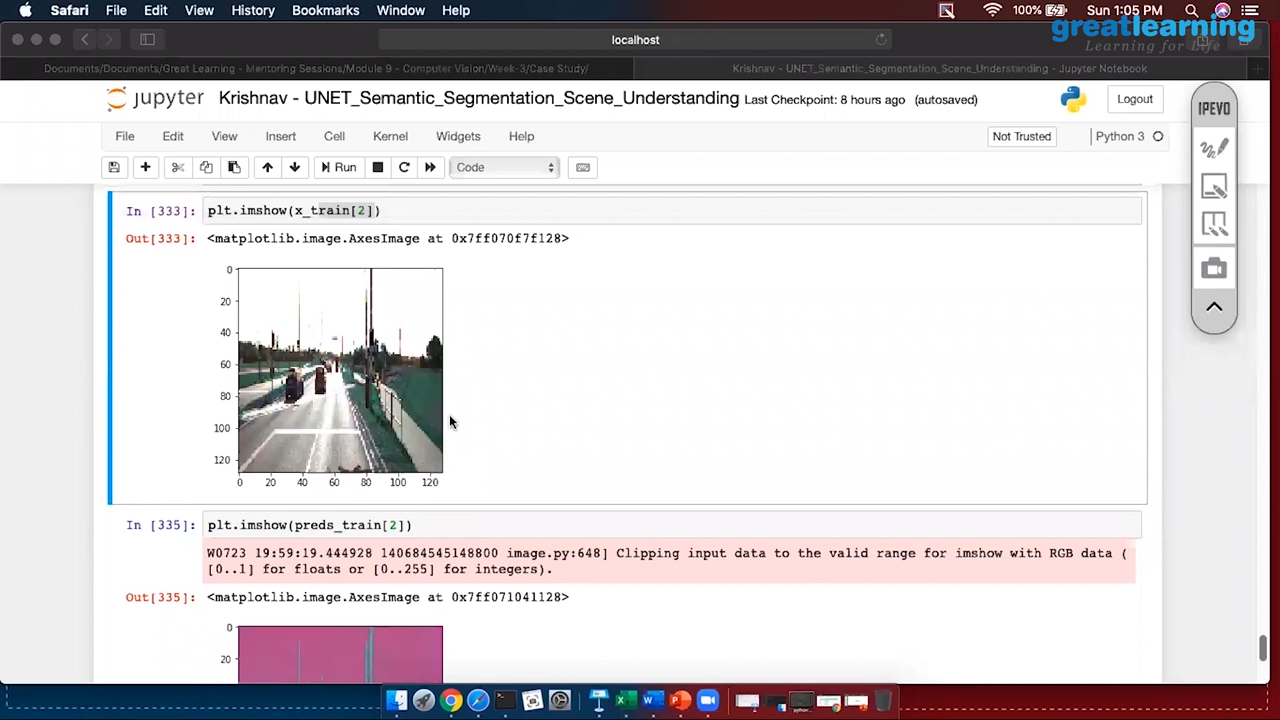 Safari File Edit View History Bookmarks Window Help 100% Sun 1:05 PM
greatlearning
Learning for Life
localhost
Documents/Documents/Great Learning - Mentoring Sessions/Module 9 - Computer Vision/Week-3/Case Study/
Krishnav - UNET_Semantic_Segmentation_Scene_Understanding - Jupyter Notebook
jupyter Krishnav - UNET_Semantic_Segmentation_Scene_Understanding Last Checkpoint: 8 hours ago (autosaved) Logout
IPEVO
File Edit View Insert Cell Kernel Widgets Help Not Trusted Python 3
Run Code
In [333]: plt.imshow(x_train[2])
Out[333]: <matplotlib.image.AxesImage at 0x7ff070f7f128>
0
20
40
60
80
100
120
0 20 40 60 80 100 120
In [335]: plt.imshow(preds_train[2])
W0723 19:59:19.444928 140684545148800 image.py:648] Clipping input data to the valid range for imshow with RGB data (
[0..1] for floats or [0..255] for integers).
Out[335]: <matplotlib.image.AxesImage at 0x7ff071041128>
0
20